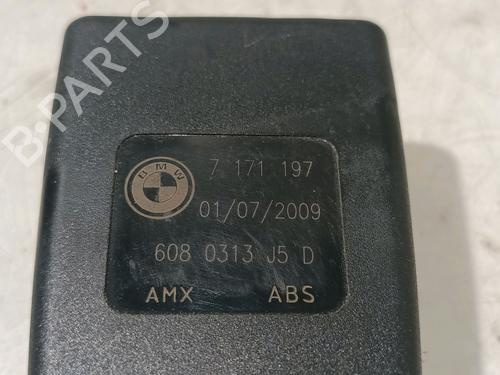 B-PARTS
BMW
7 171 197
01/07/2009
608 0313 J5 D
AMX ABS